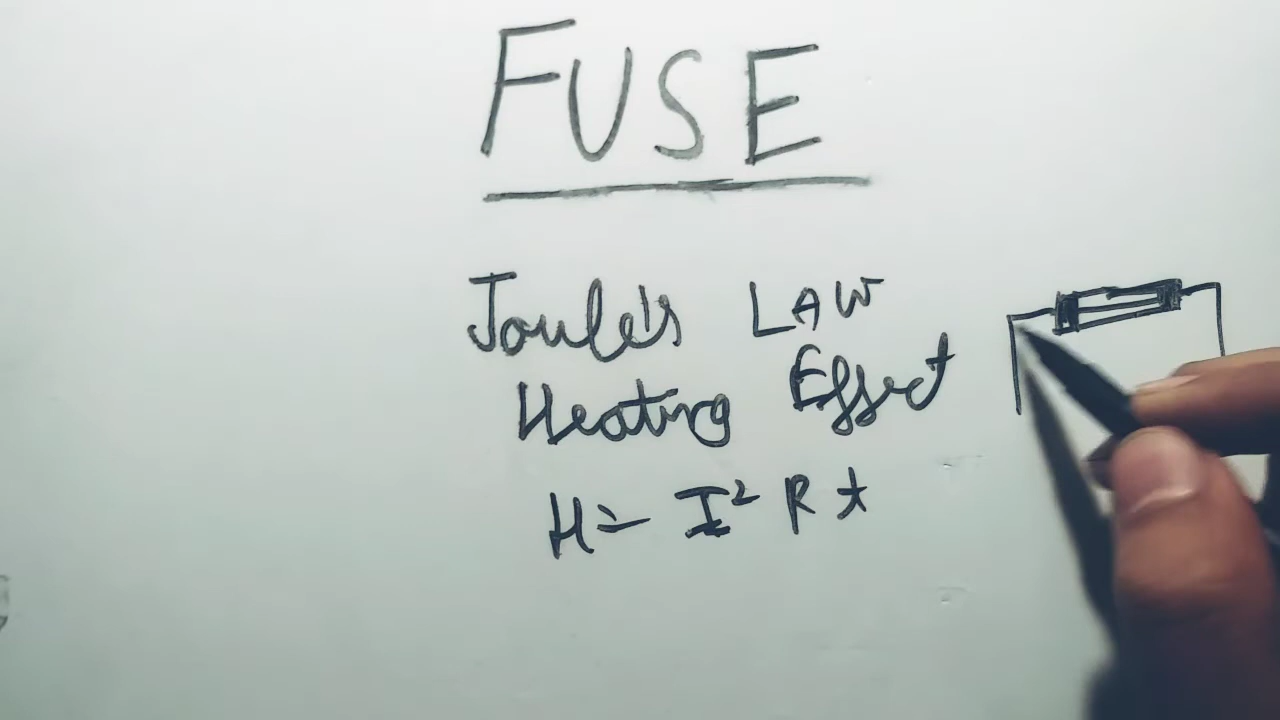 FUSE
Joule's LAW
Heating Effect
H = I² R t